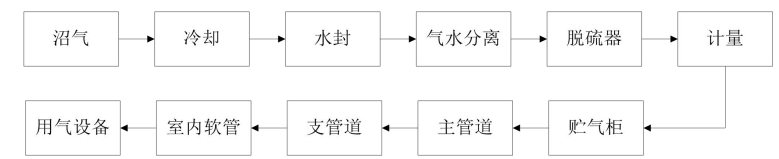 沼气 冷却 水封 气水分离 脱硫器 计量
用气设备 室内软管 支管道 主管道 贮气柜